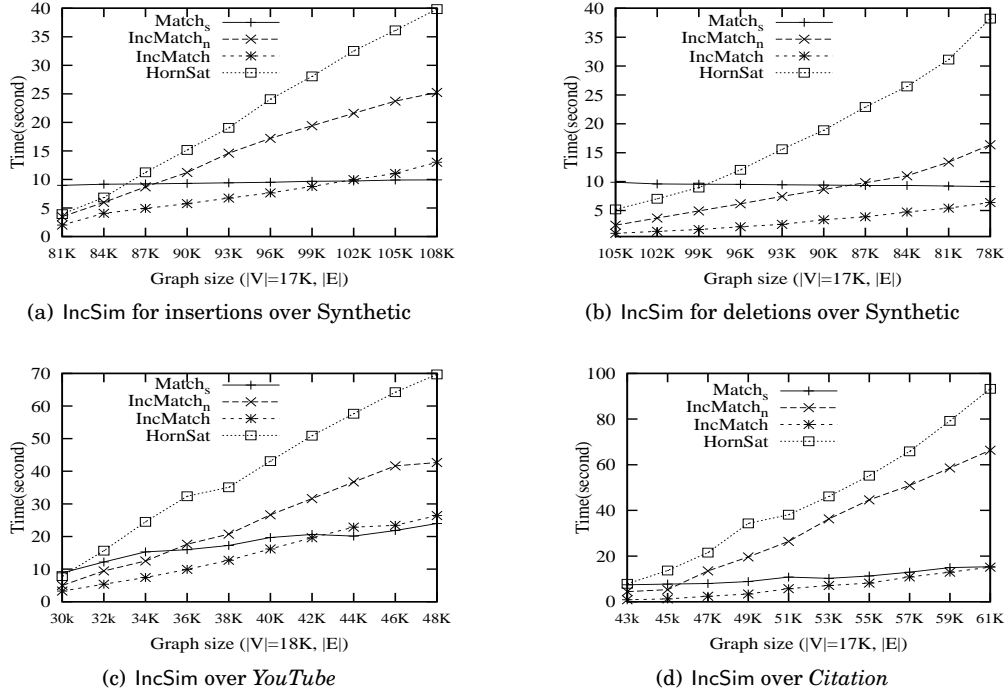 40
35
30
25
20
15
10
5
0
Time(second)
Match_s
IncMatch_n
IncMatch
HornSat
81K 84K 87K 90K 93K 96K 99K 102K 105K 108K
Graph size (|V|=17K, |E|)
(a) IncSim for insertions over Synthetic
40
35
30
25
20
15
10
5
Time(second)
Match_s
IncMatch_n
IncMatch
HornSat
105K 102K 99K 96K 93K 90K 87K 84K 81K 78K
Graph size (|V|=17K, |E|)
(b) IncSim for deletions over Synthetic
70
60
50
40
30
20
10
0
Time(second)
Match_s
IncMatch_n
IncMatch
HornSat
30k 32k 34K 36K 38K 40K 42K 44K 46K 48K
Graph size (|V|=18K, |E|)
(c) IncSim over YouTube
100
80
60
40
20
0
Time(second)
Match_s
IncMatch_n
IncMatch
HornSat
43K 45K 47K 49K 51K 53K 55K 57K 59K 61K
Graph size (|V|=17K, |E|)
(d) IncSim over Citation